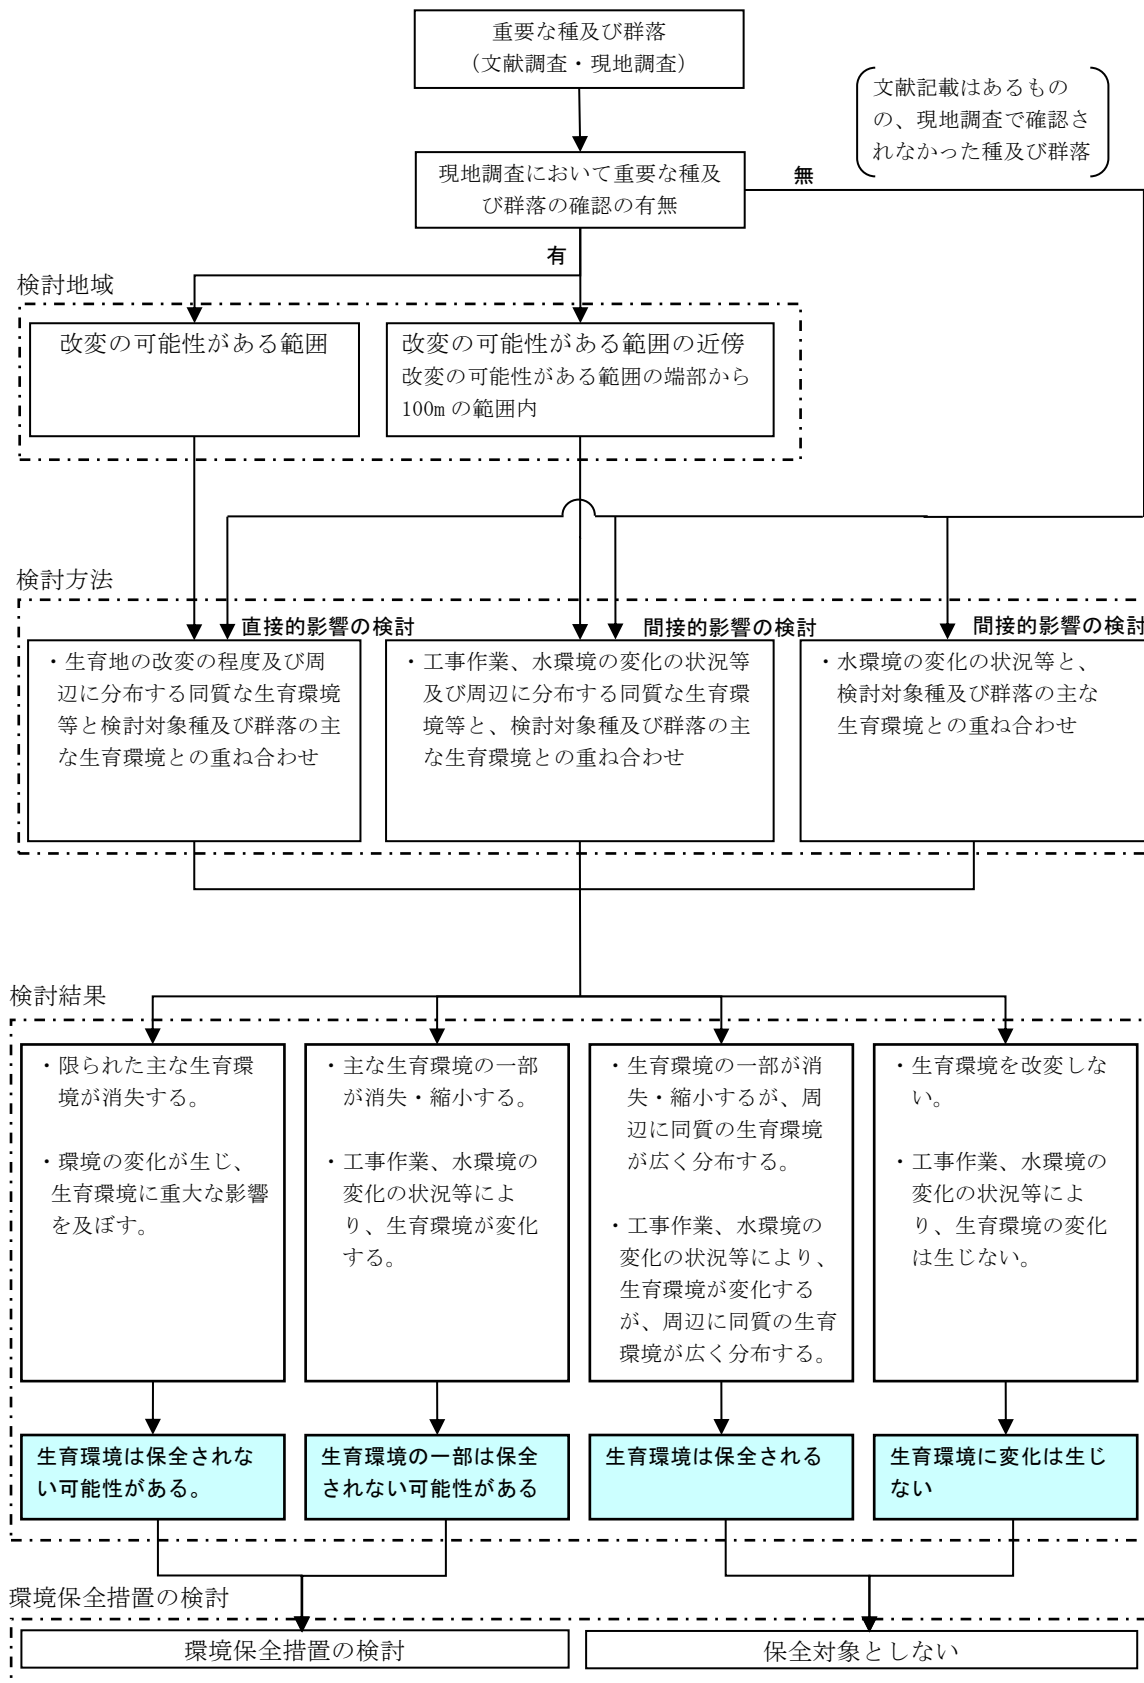 重要な種及び群落
（文献調査・現地調査）
文献記載はあるもの
の、現地調査で確認さ
れなかった種及び群落
現地調査において重要な種及
び群落の確認の有無
無
有
検討地域
改変の可能性がある範囲
改変の可能性がある範囲の近傍
改変の可能性がある範囲の端部から
100m の範囲内
検討方法
直接的影響の検討
・生育地の改変の程度及び周
辺に分布する同質な生育環境
等と検討対象種及び群落の主
な生育環境との重ね合わせ
間接的影響の検討
・工事作業、水環境の変化の状況等
及び周辺に分布する同質な生育環
境等と、検討対象種及び群落の主
な生育環境との重ね合わせ
間接的影響の検討
・水環境の変化の状況等と、
検討対象種及び群落の主な
生育環境との重ね合わせ
検討結果
・限られた主な生育環
境が消失する。
・環境の変化が生じ、
生育環境に重大な影響
を及ぼす。
・主な生育環境の一部
が消失・縮小する。
・工事作業、水環境の
変化の状況等によ
り、生育環境が変化
する。
・生育環境の一部が消
失・縮小するが、周
辺に同質の生育環境
が広く分布する。
・工事作業、水環境の
変化の状況等により、
生育環境が変化する
が、周辺に同質の生育
環境が広く分布する。
・生育環境を改変しな
い。
・工事作業、水環境の
変化の状況等によ
り、生育環境の変化
は生じない。
生育環境は保全されな
い可能性がある。
生育環境の一部は保全
されない可能性がある
生育環境は保全される
生育環境に変化は生じ
ない
環境保全措置の検討
環境保全措置の検討
保全対象としない